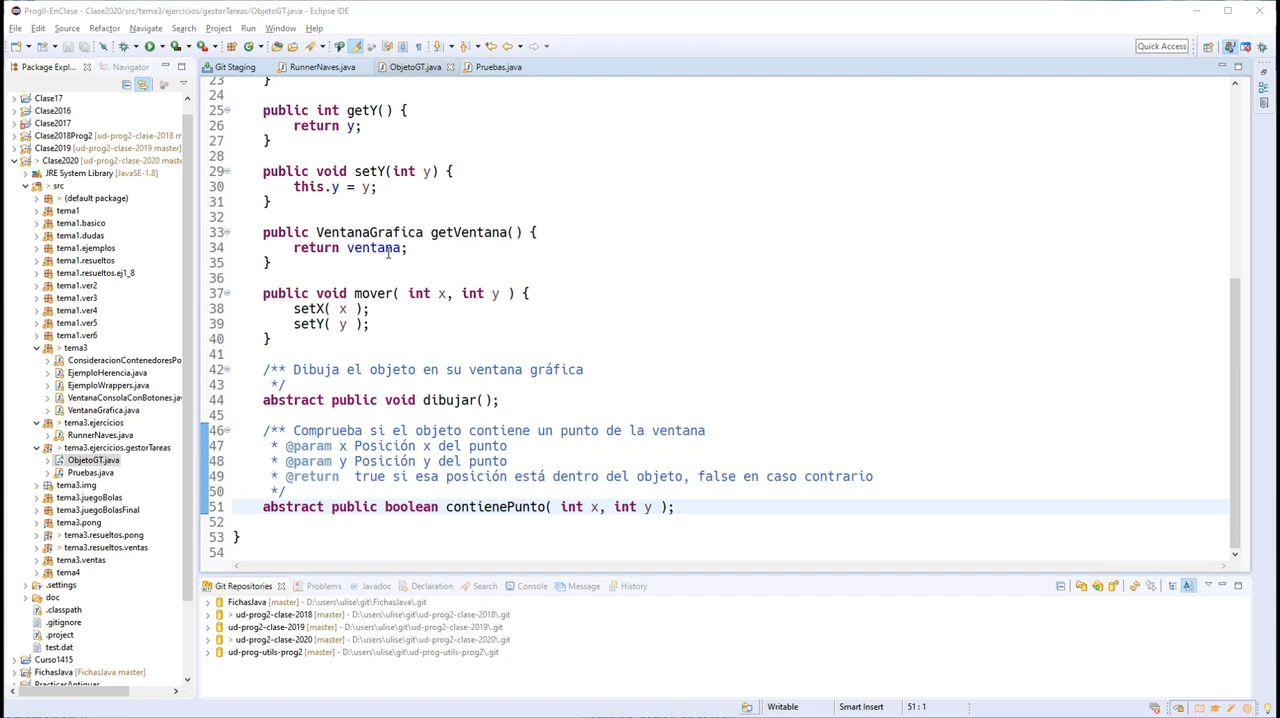 ProgII-EnClase - Clase2020/src/tema3/ejercicios/gestorTareas/ObjetoGT.java - Eclipse IDE
File Edit Source Refactor Navigate Search Project Run Window Help
Quick Access
Package Expl...
Navigator
Clase17
Clase2016
Clase2017
Clase2018Prog2 [ud-prog2-clase-2018 m
Clase2019 [ud-prog2-clase-2019 master]
> Clase2020 [ud-prog2-clase-2020 maste
JRE System Library [JavaSE-1.8]
> src
> (default package)
tema1
tema1.basico
tema1.dudas
tema1.ejemplos
tema1.resueltos
tema1.resueltos.ej1_8
tema1.ver2
tema1.ver3
tema1.ver4
tema1.ver5
tema1.ver6
> tema3
ConsideracionContenedoresPo
EjemploHerencia.java
EjemploWrappers.java
VentanaConsolaConBotones.jav
VentanaGrafica.java
> tema3.ejercicios
RunnerNaves.java
> tema3.ejercicios.gestorTareas
ObjetoGT.java
Pruebas.java
tema3.img
tema3.juegoBolas
tema3.juegoBolasFinal
tema3.pong
> tema3.resueltos.pong
> tema3.resueltos.ventas
tema3.ventas
tema4
.settings
doc
.classpath
.gitignore
.project
test.dat
Curso1415
FichasJava [FichasJava master]
PracticasAntiguas
Git Staging
RunnerNaves.java
ObjetoGT.java
Pruebas.java
23 }
24
25 public int getY() {
26 return y;
27 }
28
29 public void setY(int y) {
30 this.y = y;
31 }
32
33 public VentanaGrafica getVentana() {
34 return ventana;
35 }
36
37 public void mover( int x, int y ) {
38 setX( x );
39 setY( y );
40 }
41
42 /** Dibuja el objeto en su ventana gráfica
43 */
44 abstract public void dibujar();
45
46 /** Comprueba si el objeto contiene un punto de la ventana
47 * @param x Posición x del punto
48 * @param y Posición y del punto
49 * @return true si esa posición está dentro del objeto, false en caso contrario
50 */
51 abstract public boolean contienePunto( int x, int y );
52
53 }
54
Git Repositories
Problems
Javadoc
Declaration
Search
Console
Message
History
FichasJava [master] - D:\users\ulise\git\FichasJava\.git
> ud-prog2-clase-2018 [master] - D:\users\ulise\git\ud-prog2-clase-2018\.git
ud-prog2-clase-2019 [master] - D:\users\ulise\git\ud-prog2-clase-2019\.git
> ud-prog2-clase-2020 [master] - D:\users\ulise\git\ud-prog2-clase-2020\.git
ud-prog-utils-prog2 [master] - D:\users\ulise\git\ud-prog-utils-prog2\.git
Writable
Smart Insert
51 : 1